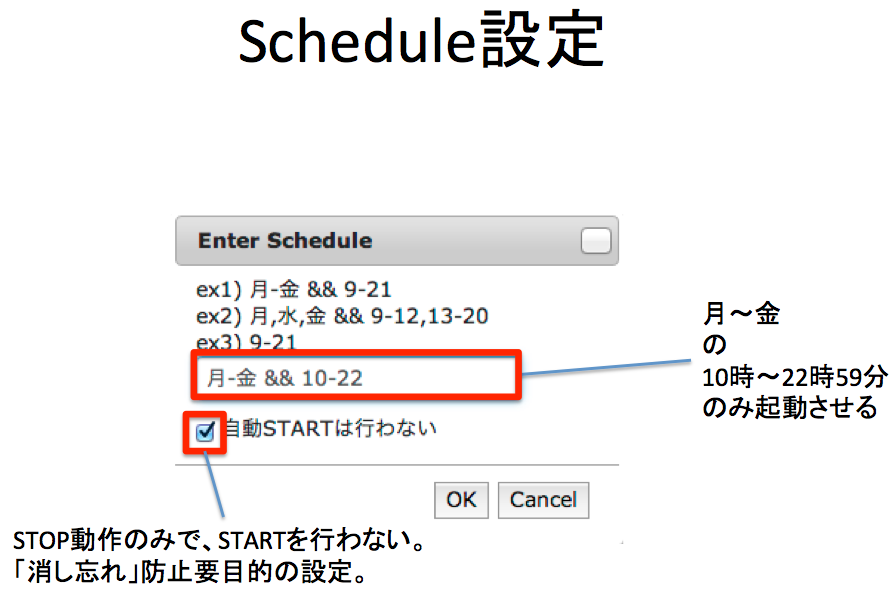 Schedule設定
Enter Schedule
ex1) 月-金 && 9-21
ex2) 月,水,金 && 9-12,13-20
ex3) 9-21
月-金 && 10-22
自動STARTは行わない
OK Cancel
月〜金
の
10時〜22時59分
のみ起動させる
STOP動作のみで、STARTを行わない。
「消し忘れ」防止要目的の設定。